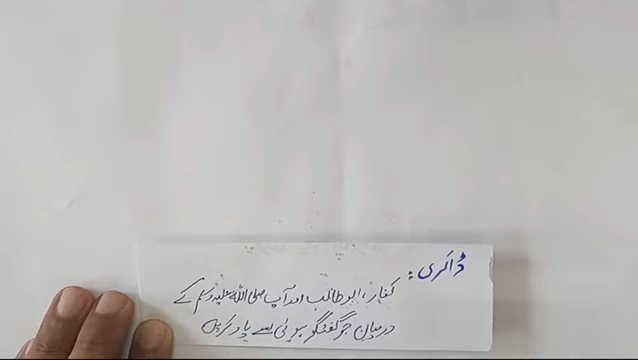 ڈائری:
کفار، ابو طالب اور آپ صلی اللہ علیہ وسلم کے
درمیان جو گفتگو ہوئی اسے یاد کریں